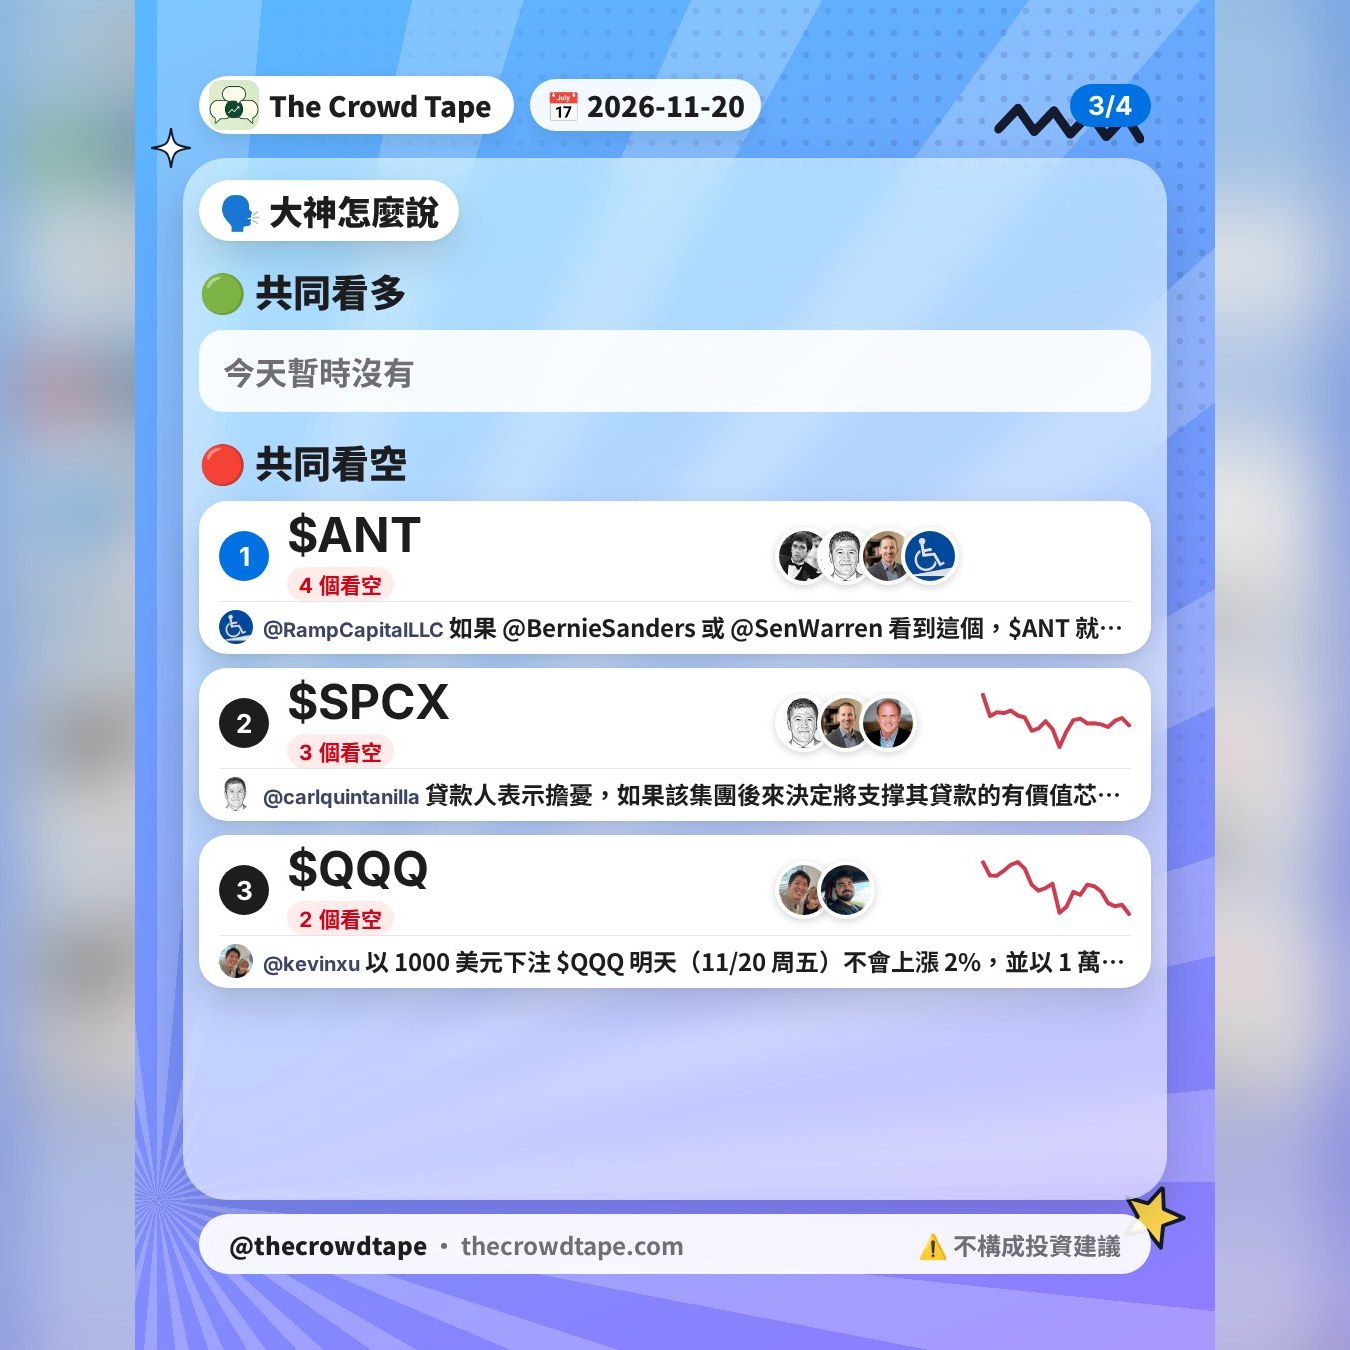 The Crowd Tape
July
17
2026-11-20
3/4
大神怎麼說
共同看多
今天暫時沒有
共同看空
1
$ANT
4 個看空
@RampCapitalLLC 如果 @BernieSanders 或 @SenWarren 看到這個，$ANT 就…
2
$SPCX
3 個看空
@carlquintanilla 貸款人表示擔憂，如果該集團後來決定將支撐其貸款的有價值芯…
3
$QQQ
2 個看空
@kevinxu 以 1000 美元下注 $QQQ 明天（11/20 周五）不會上漲 2%，並以 1 萬…
@thecrowdtape • thecrowdtape.com
不構成投資建議